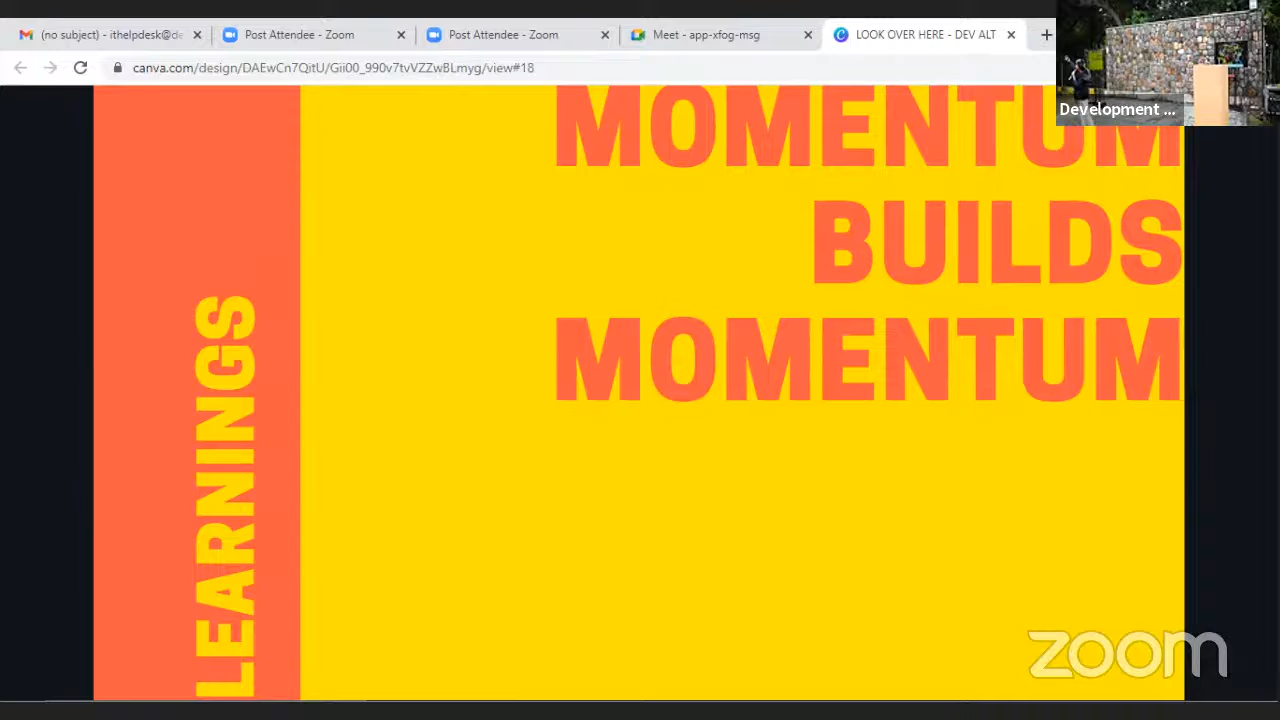 (no subject) - ithelpdesk@de
Post Attendee - Zoom
Post Attendee - Zoom
Meet - app-xfog-msg
LOOK OVER HERE - DEV ALT
canva.com/design/DAEwCn7QitU/Gii00_990v7tvVZZwBLmyg/view#18
Development ...
MOMENTUM
BUILDS
MOMENTUM
LEARNINGS
zoom